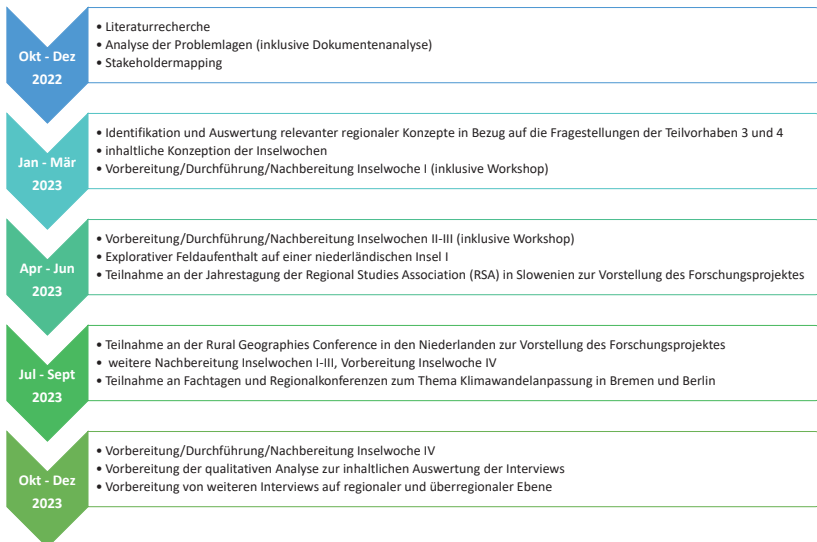 Okt - Dez
2022
• Literaturrecherche
• Analyse der Problemlagen (inklusive Dokumentenanalyse)
• Stakeholdermapping
Jan - Mär
2023
• Identifikation und Auswertung relevanter regionaler Konzepte in Bezug auf die Fragestellungen der Teilvorhaben 3 und 4
• inhaltliche Konzeption der Inselwochen
• Vorbereitung/Durchführung/Nachbereitung Inselwoche I (inklusive Workshop)
Apr - Jun
2023
• Vorbereitung/Durchführung/Nachbereitung Inselwochen II-III (inklusive Workshop)
• Explorativer Feldaufenthalt auf einer niederländischen Insel I
• Teilnahme an der Jahrestagung der Regional Studies Association (RSA) in Slowenien zur Vorstellung des Forschungsprojektes
Jul - Sept
2023
• Teilnahme an der Rural Geographies Conference in den Niederlanden zur Vorstellung des Forschungsprojektes
• weitere Nachbereitung Inselwochen I-III, Vorbereitung Inselwoche IV
• Teilnahme an Fachtagen und Regionalkonferenzen zum Thema Klimawandelanpassung in Bremen und Berlin
Okt - Dez
2023
• Vorbereitung/Durchführung/Nachbereitung Inselwoche IV
• Vorbereitung der qualitativen Analyse zur inhaltlichen Auswertung der Interviews
• Vorbereitung von weiteren Interviews auf regionaler und überregionaler Ebene